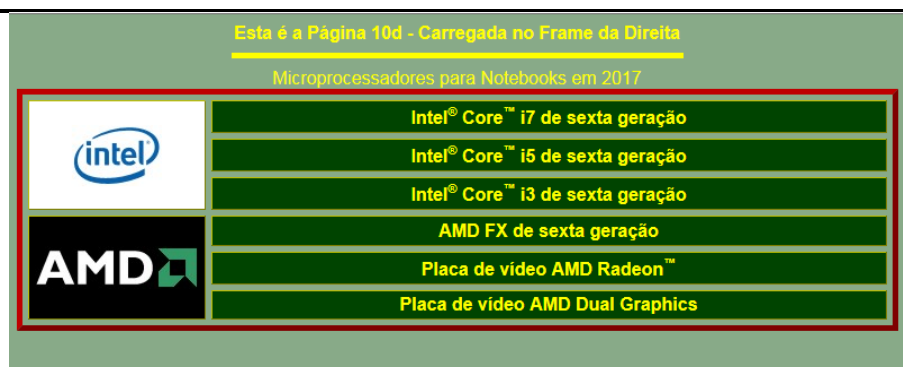 Esta é a Página 10d - Carregada no Frame da Direita
Microprocessadores para Notebooks em 2017
intel
Intel® Core™ i7 de sexta geração
Intel® Core™ i5 de sexta geração
Intel® Core™ i3 de sexta geração
AMD
AMD FX de sexta geração
Placa de vídeo AMD Radeon™
Placa de vídeo AMD Dual Graphics